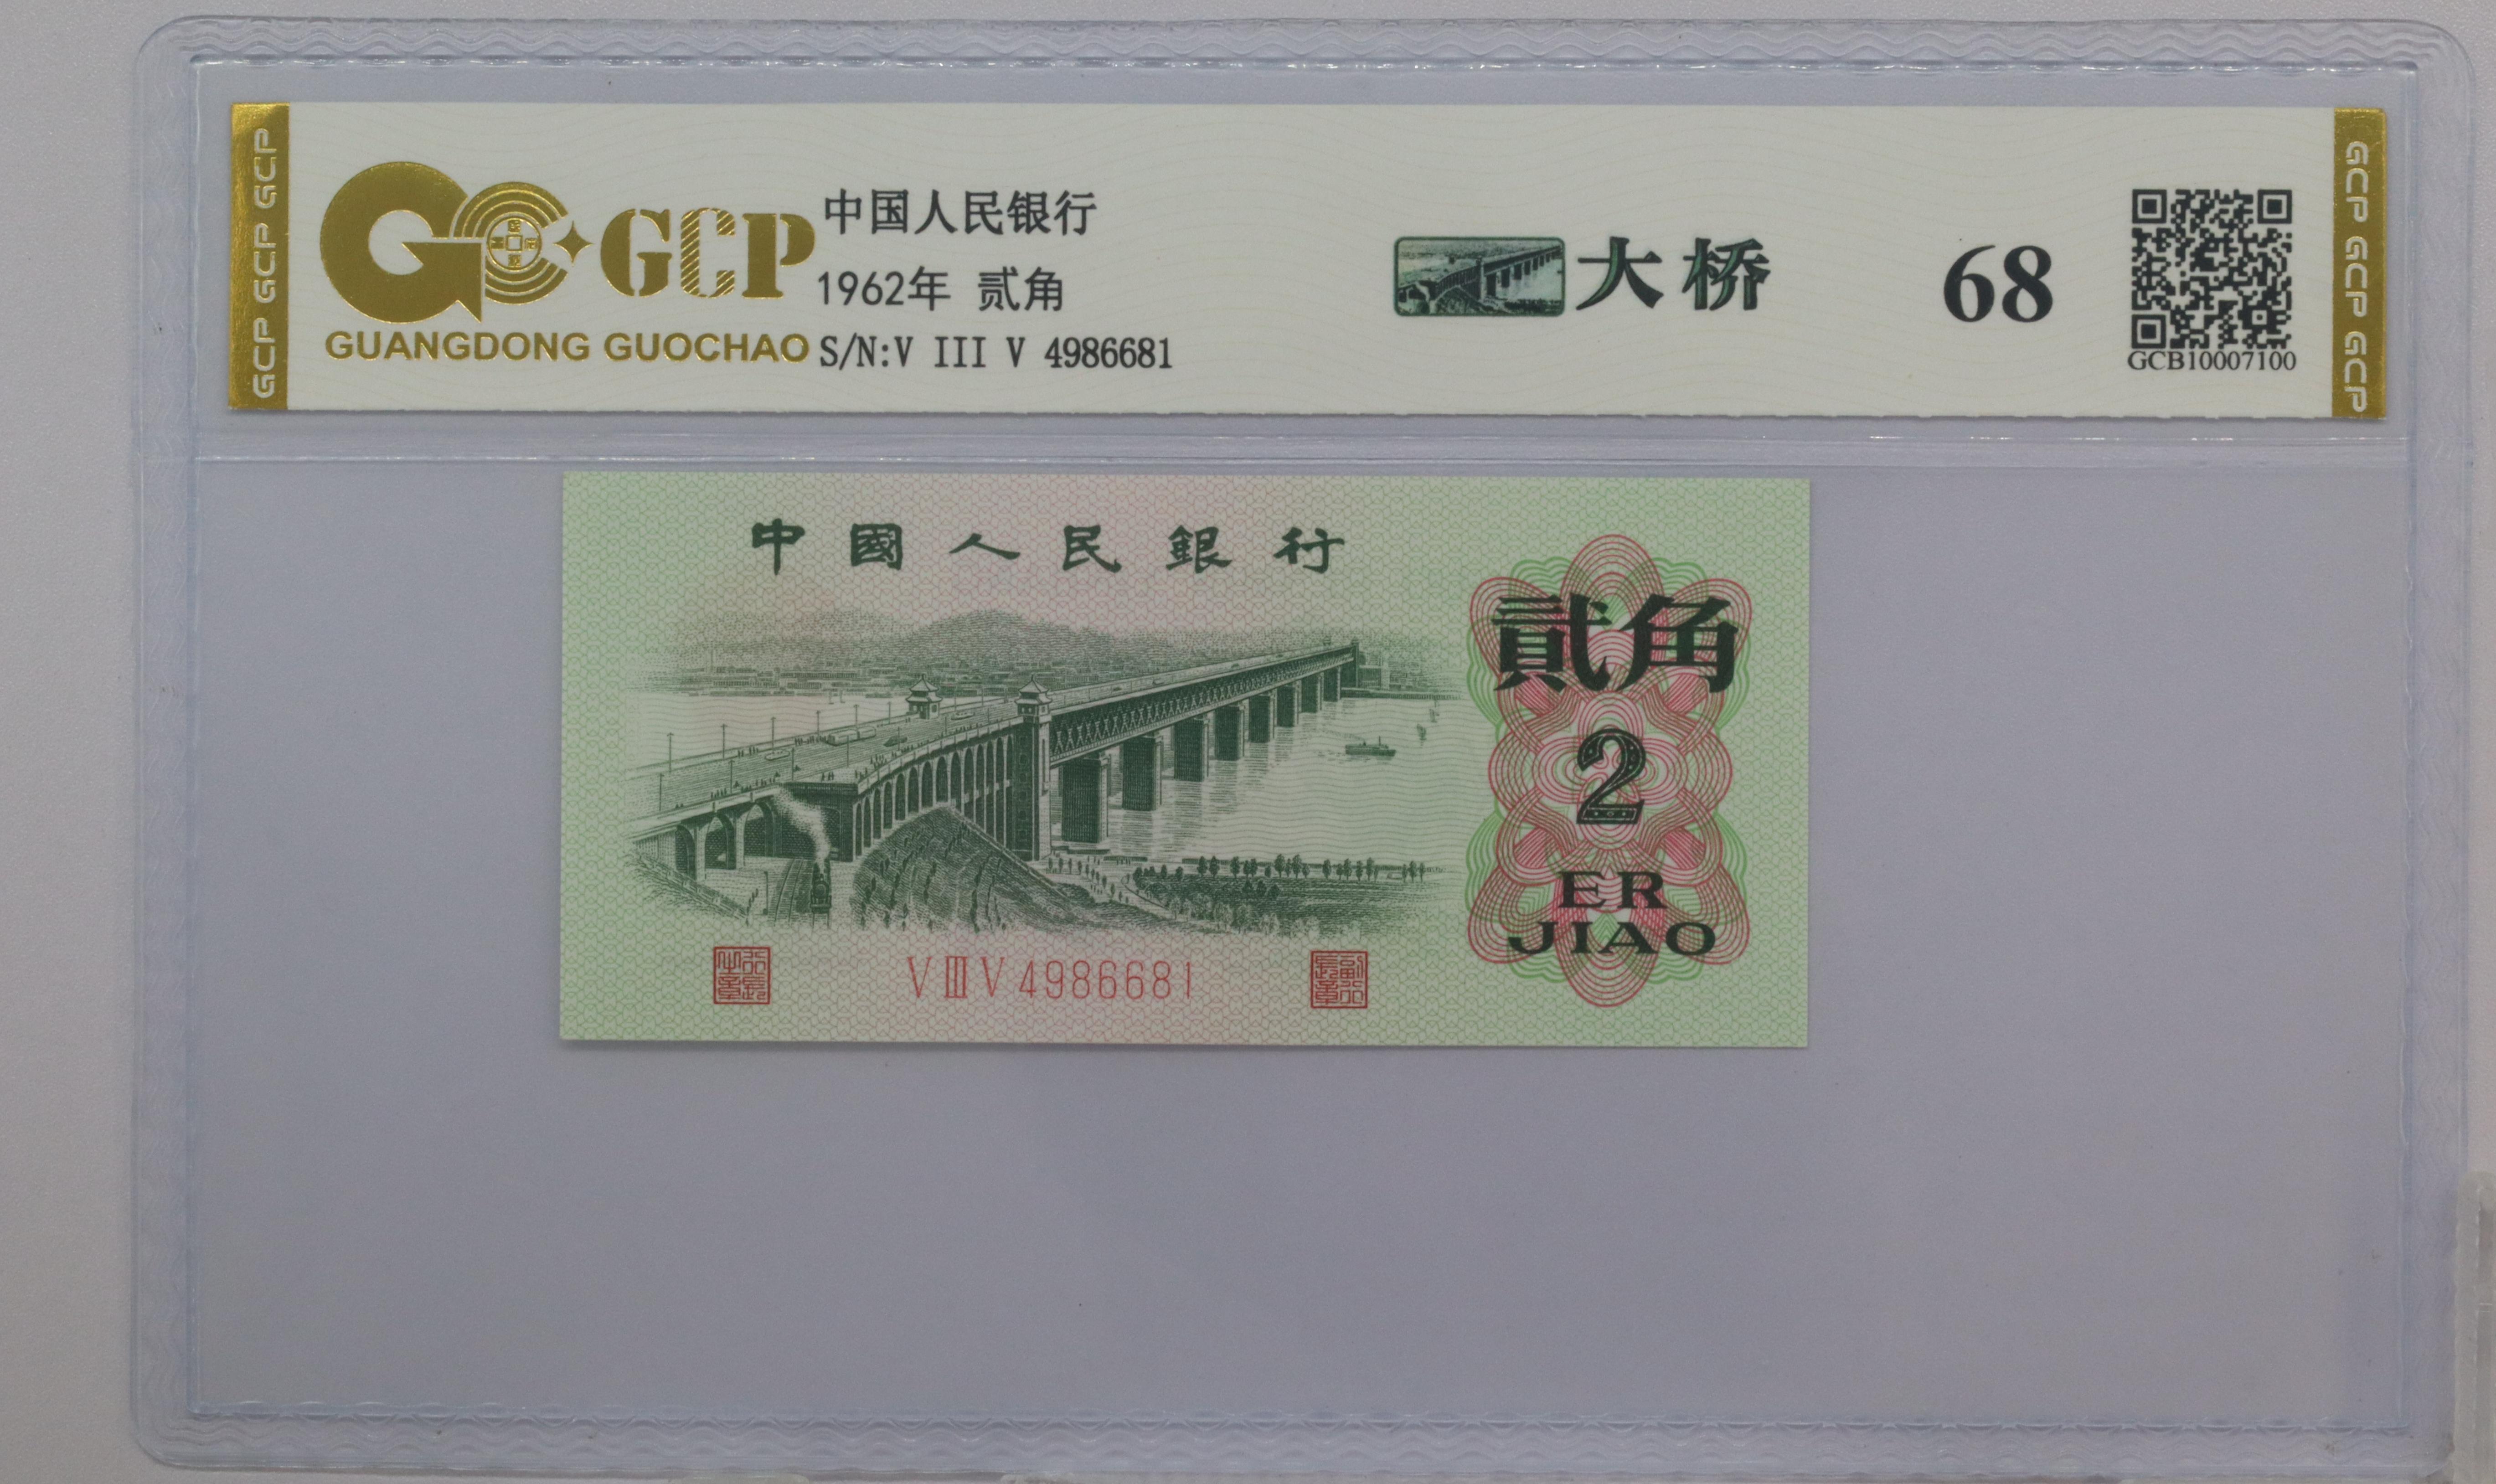 GCP GCP GCP
GCP
GUANGDONG GUOCHAO
中国人民银行
1962年 贰角
S/N:V III V 4986681
大桥
68
GCB10007100
GCP GCP GCP
中國人民銀行
貳角
2
ER
JIAO
V III V 4986681